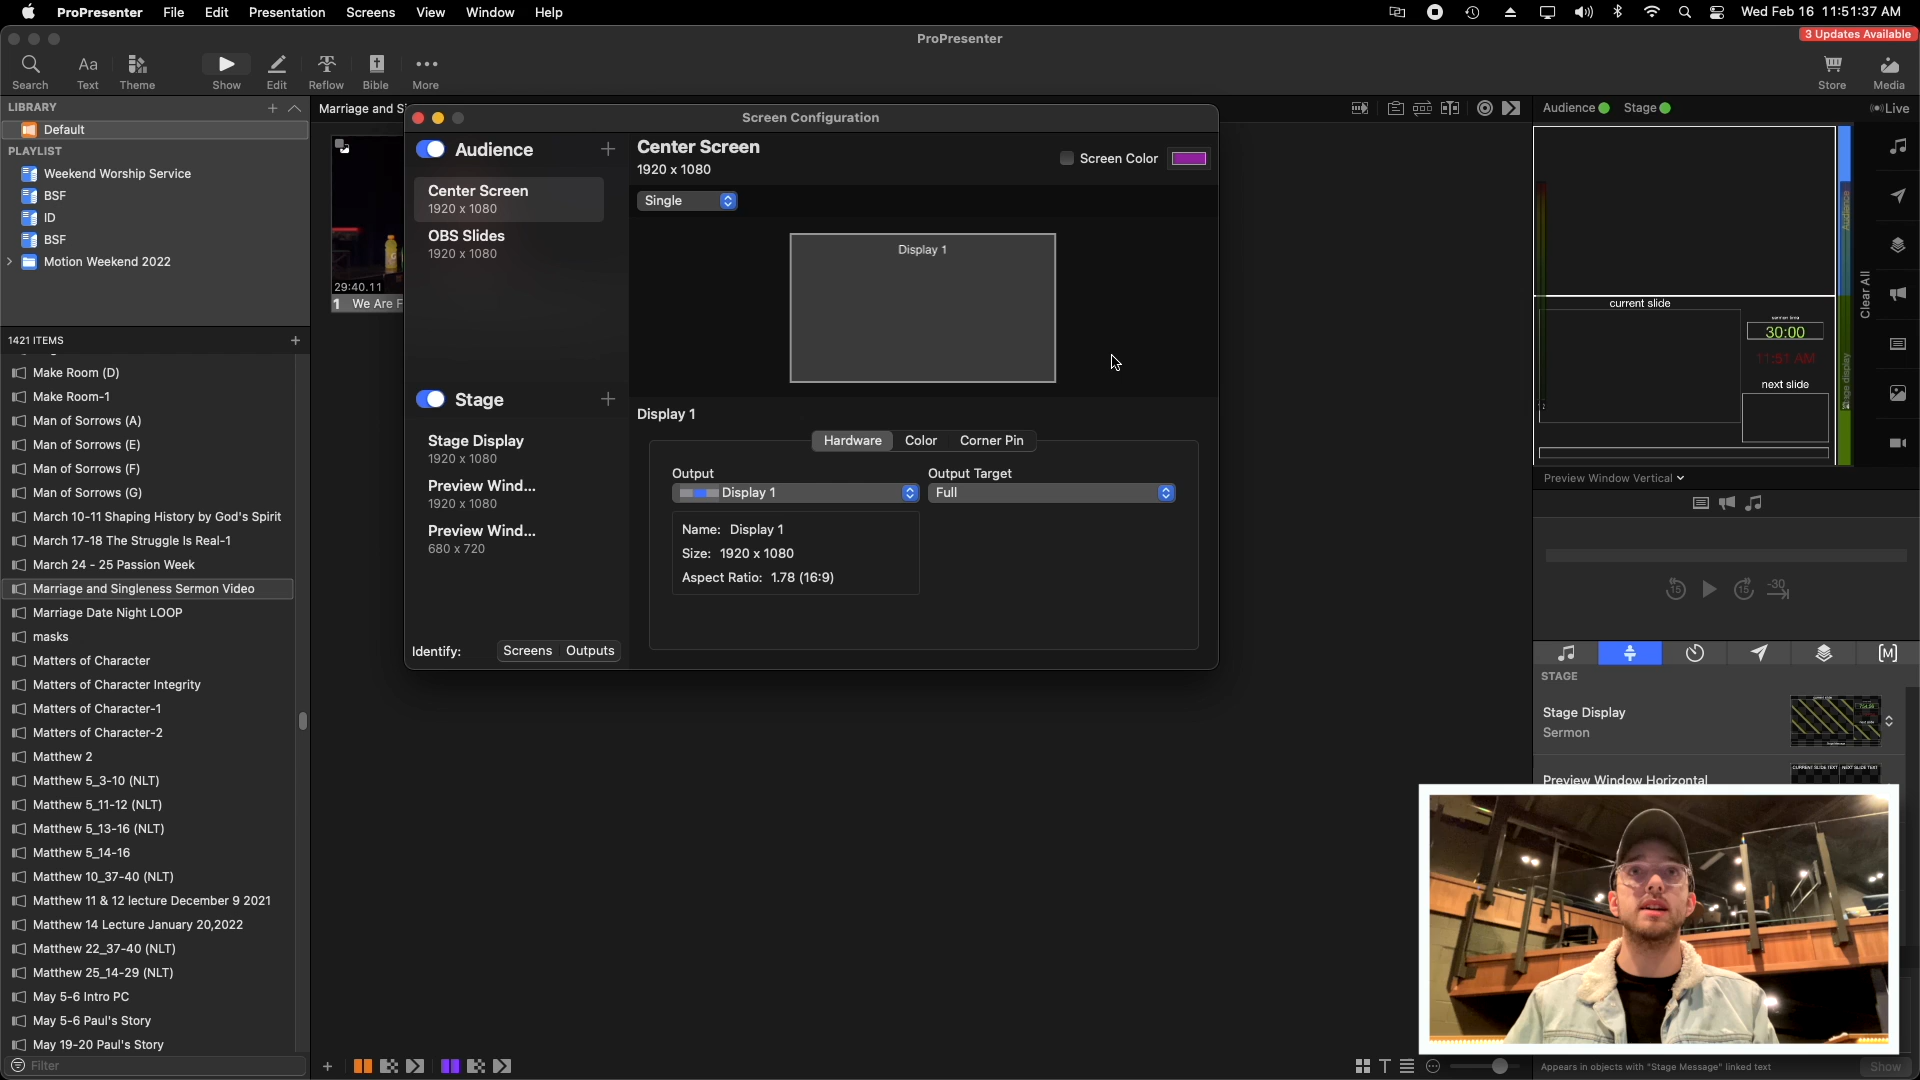 ProPresenter File Edit Presentation Screens View Window Help
Wed Feb 16 11:51:37 AM
ProPresenter
3 Updates Available
Search Text Theme Show Edit Reflow Bible More
Store Media
LIBRARY
Default
PLAYLIST
Weekend Worship Service
BSF
ID
BSF
Motion Weekend 2022
1421 ITEMS
Make Room (D)
Make Room-1
Man of Sorrows (A)
Man of Sorrows (E)
Man of Sorrows (F)
Man of Sorrows (G)
March 10-11 Shaping History by God's Spirit
March 17-18 The Struggle Is Real-1
March 24 - 25 Passion Week
Marriage and Singleness Sermon Video
Marriage Date Night LOOP
masks
Matters of Character
Matters of Character Integrity
Matters of Character-1
Matters of Character-2
Matthew 2
Matthew 5_3-10 (NLT)
Matthew 5_11-12 (NLT)
Matthew 5_13-16 (NLT)
Matthew 5_14-16
Matthew 10_37-40 (NLT)
Matthew 11 & 12 lecture December 9 2021
Matthew 14 Lecture January 20,2022
Matthew 22_37-40 (NLT)
Matthew 25_14-29 (NLT)
May 5-6 Intro PC
May 5-6 Paul's Story
May 19-20 Paul's Story
Filter
Marriage and S
29:40.11
1 We Are F
Screen Configuration
Audience
Center Screen
1920 x 1080
OBS Slides
1920 x 1080
Stage
Stage Display
1920 x 1080
Preview Wind...
1920 x 1080
Preview Wind...
680 x 720
Identify: Screens Outputs
Center Screen
1920 x 1080
Screen Color
Single
Display 1
Display 1
Hardware Color Corner Pin
Output
Display 1
Output Target
Full
Name: Display 1
Size: 1920 x 1080
Aspect Ratio: 1.78 (16:9)
Audience Stage Live
Audience
Clear All
current slide
30:00
11:51 AM
next slide
Preview Window Vertical
15 15 -30
[M]
STAGE
Stage Display
Sermon
Preview Window Horizontal
CURRENT SLIDE TEXT NEXT SLIDE TEXT
Appears in objects with "Stage Message" linked text
Show